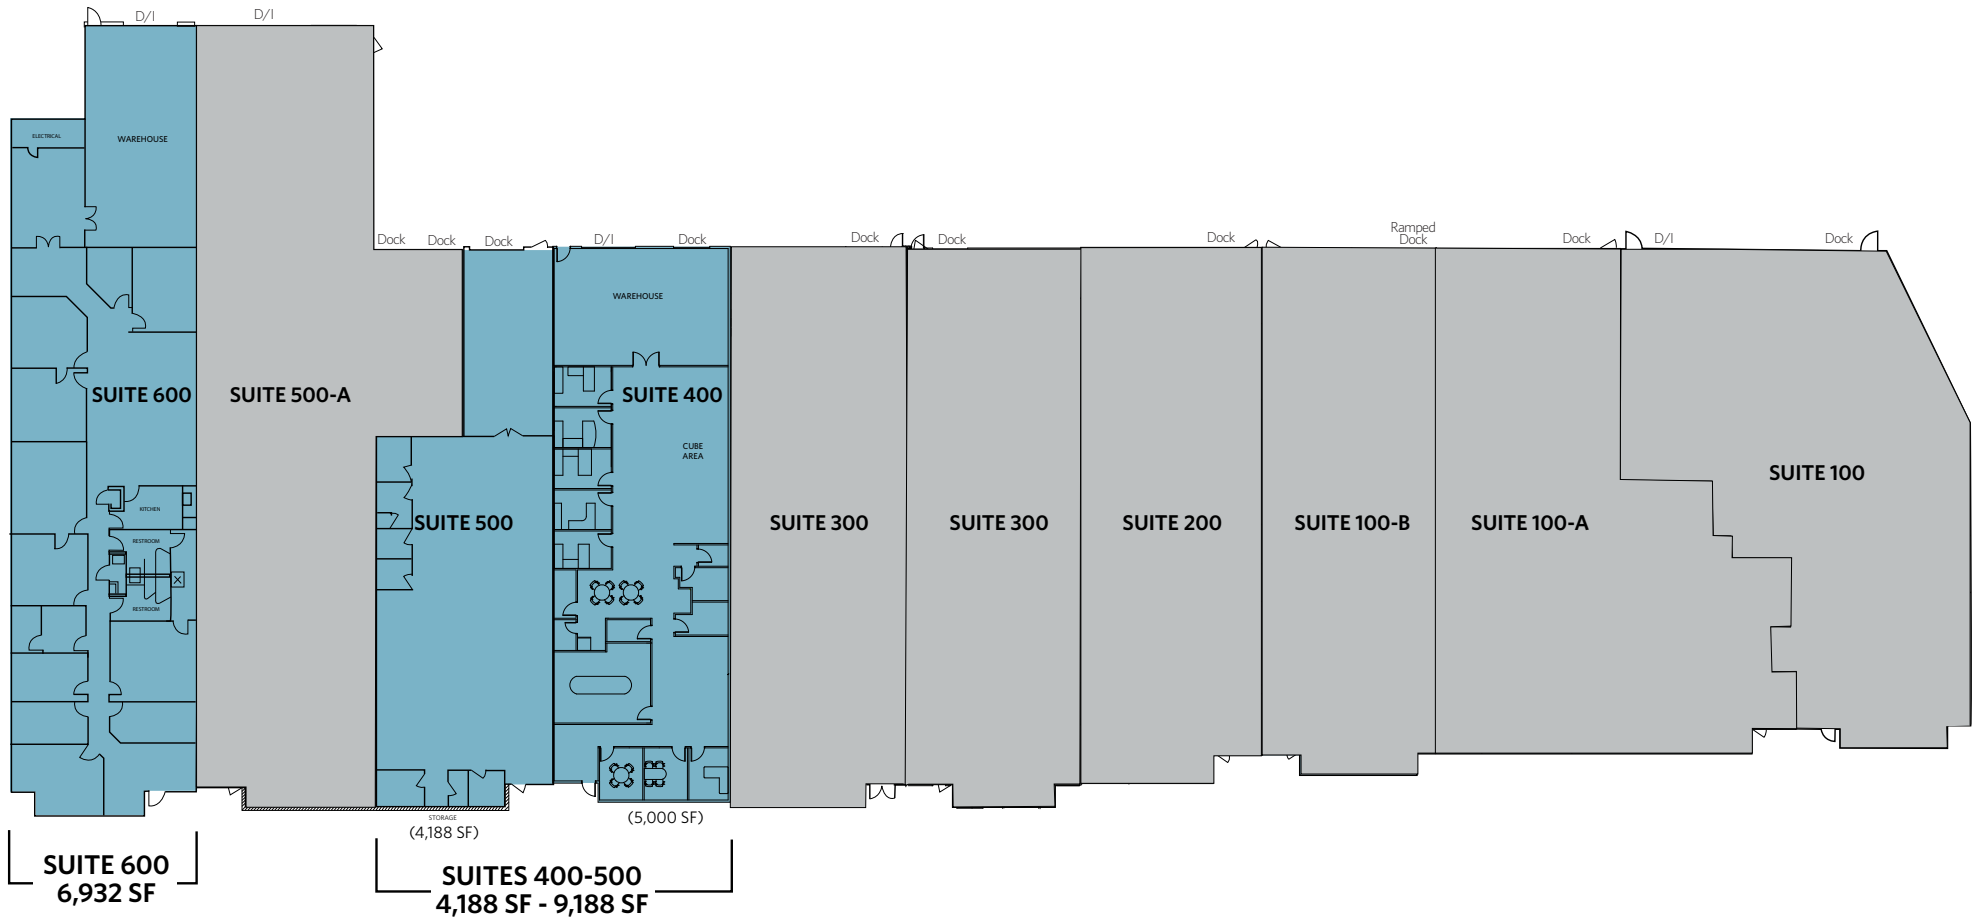 D/I
D/I
ELECTRICAL
WAREHOUSE
Ramped
Dock
Dock
Dock
Dock
D/I
Dock
Dock
Dock
Dock
Dock
Dock
D/I
Dock
WAREHOUSE
SUITE 600
SUITE 500-A
SUITE 400
CUBE
AREA
SUITE 100
KITCHEN
SUITE 500
SUITE 300
SUITE 300
SUITE 200
SUITE 100-B
SUITE 100-A
RESTROOM
RESTROOM
STORAGE
(4,188 SF)
(5,000 SF)
SUITE 600
6,932 SF
SUITES 400-500
4,188 SF - 9,188 SF